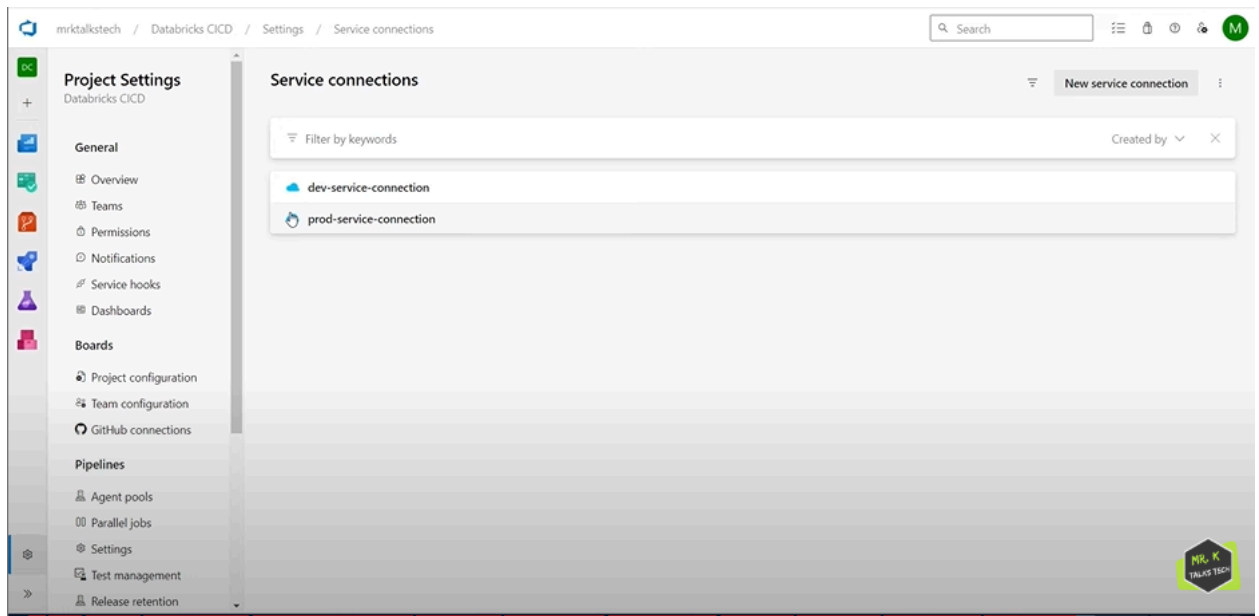 mrktalkstech / Databricks CICD / Settings / Service connections
Search
M
DC
Project Settings
Databricks CICD
General
Overview
Teams
Permissions
Notifications
Service hooks
Dashboards
Boards
Project configuration
Team configuration
GitHub connections
Pipelines
Agent pools
Parallel jobs
Settings
Test management
Release retention
Service connections
New service connection
Filter by keywords
Created by
dev-service-connection
prod-service-connection
MR. K
TALKS TECH